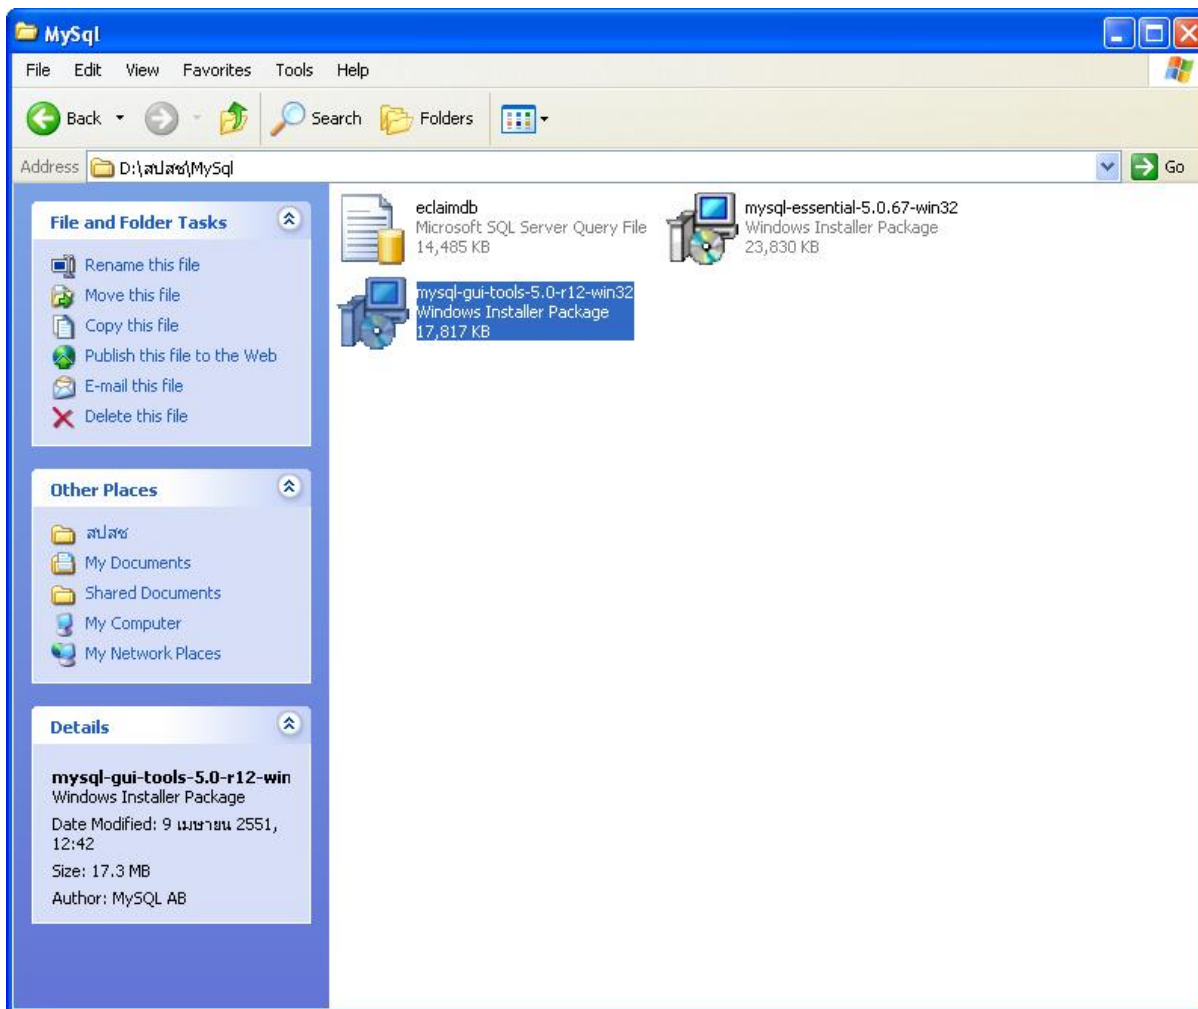 MySql
File Edit View Favorites Tools Help
Back Search Folders
Address D:\สปสช\MySql Go
File and Folder Tasks
Rename this file
Move this file
Copy this file
Publish this file to the Web
E-mail this file
Delete this file
Other Places
สปสช
My Documents
Shared Documents
My Computer
My Network Places
Details
mysql-gui-tools-5.0-r12-win
Windows Installer Package
Date Modified: 9 เมษายน 2551,
12:42
Size: 17.3 MB
Author: MySQL AB
eclaimdb
Microsoft SQL Server Query File
14,485 KB
mysql-essential-5.0.67-win32
Windows Installer Package
23,830 KB
mysql-gui-tools-5.0-r12-win32
Windows Installer Package
17,817 KB